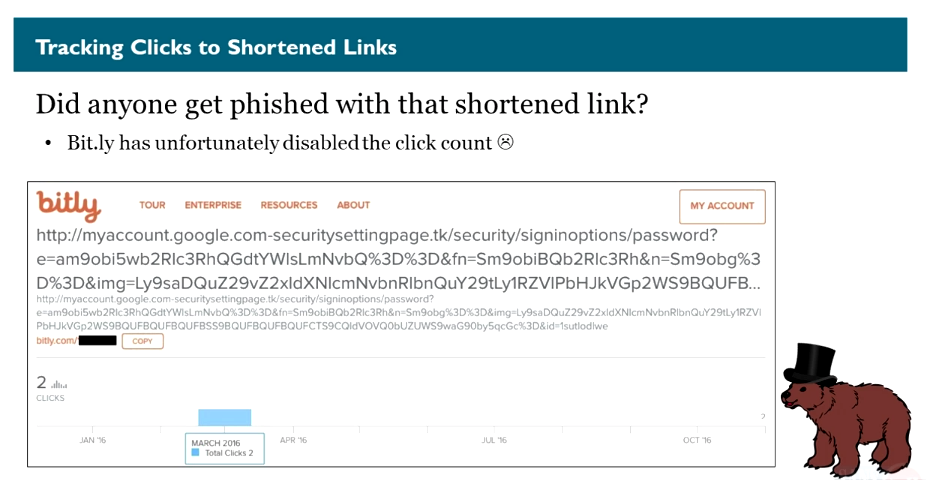 Tracking Clicks to Shortened Links
Did anyone get phished with that shortened link?
• Bit.ly has unfortunately disabled the click count ☹
bitly TOUR ENTERPRISE RESOURCES ABOUT MY ACCOUNT
http://myaccount.google.com-securitysettingpage.tk/security/signinoptions/password?
e=am9obi5wb2Rlc3RhQGdtYWlsLmNvbQ%3D%3D&fn=Sm9obiBQb2Rlc3Rh&n=Sm9obg%3
D%3D&img=Ly9saDQuZ29vZ2xldXNlcmNvbnRlbnQuY29tLy1RZVlPbHJkVGp2WS9BQUFB...
http://myaccount.google.com-securitysettingpage.tk/security/signinoptions/password?
e=am9obi5wb2Rlc3RhQGdtYWlsLmNvbQ%3D%3D&fn=Sm9obiBQb2Rlc3Rh&n=Sm9obg%3D%3D&img=Ly9saDQuZ29vZ2xldXNlcmNvbnRlbnQuY29tLy1RZVl
PbHJkVGp2WS9BQUFBQUFBQUFBSS9BQUFBQUFBQUFCTS9CQldVOVQ0bUZUWS9waG90by5qcGc%3D&id=1sutlodlwe
bitly.com/ COPY
2
CLICKS
2
JAN '16 APR '16 JUL '16 OCT '16
MARCH 2016
Total Clicks 2